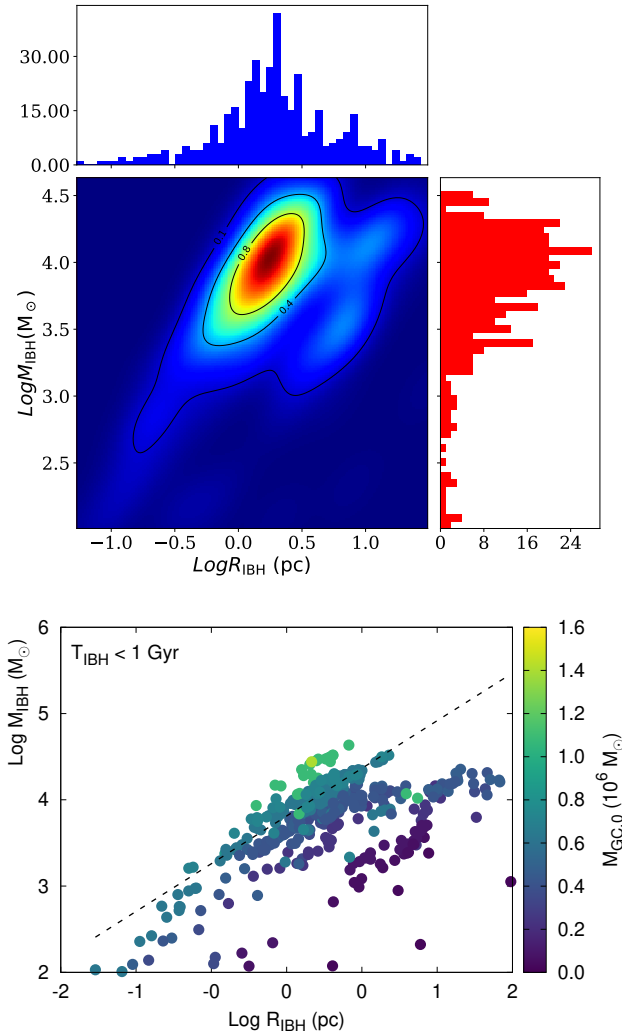 30.00
15.00
0.00
4.5
4.0
3.5
3.0
2.5
0.1
0.8
0.4
−1.0 −0.5 0.0 0.5 1.0
0 8 16 24
LogM_IBH(M_⊙)
LogR_IBH (pc)
T_IBH < 1 Gyr
6
5
4
3
2
Log M_IBH (M_⊙)
-2 -1 -0 0 1 2
-0 1
Log R_IBH (pc)
1.6
1.4
1.2
1.0
0.8
0.6
0.4
0.2
0.0
M_GC,0 (10^6 M_⊙)